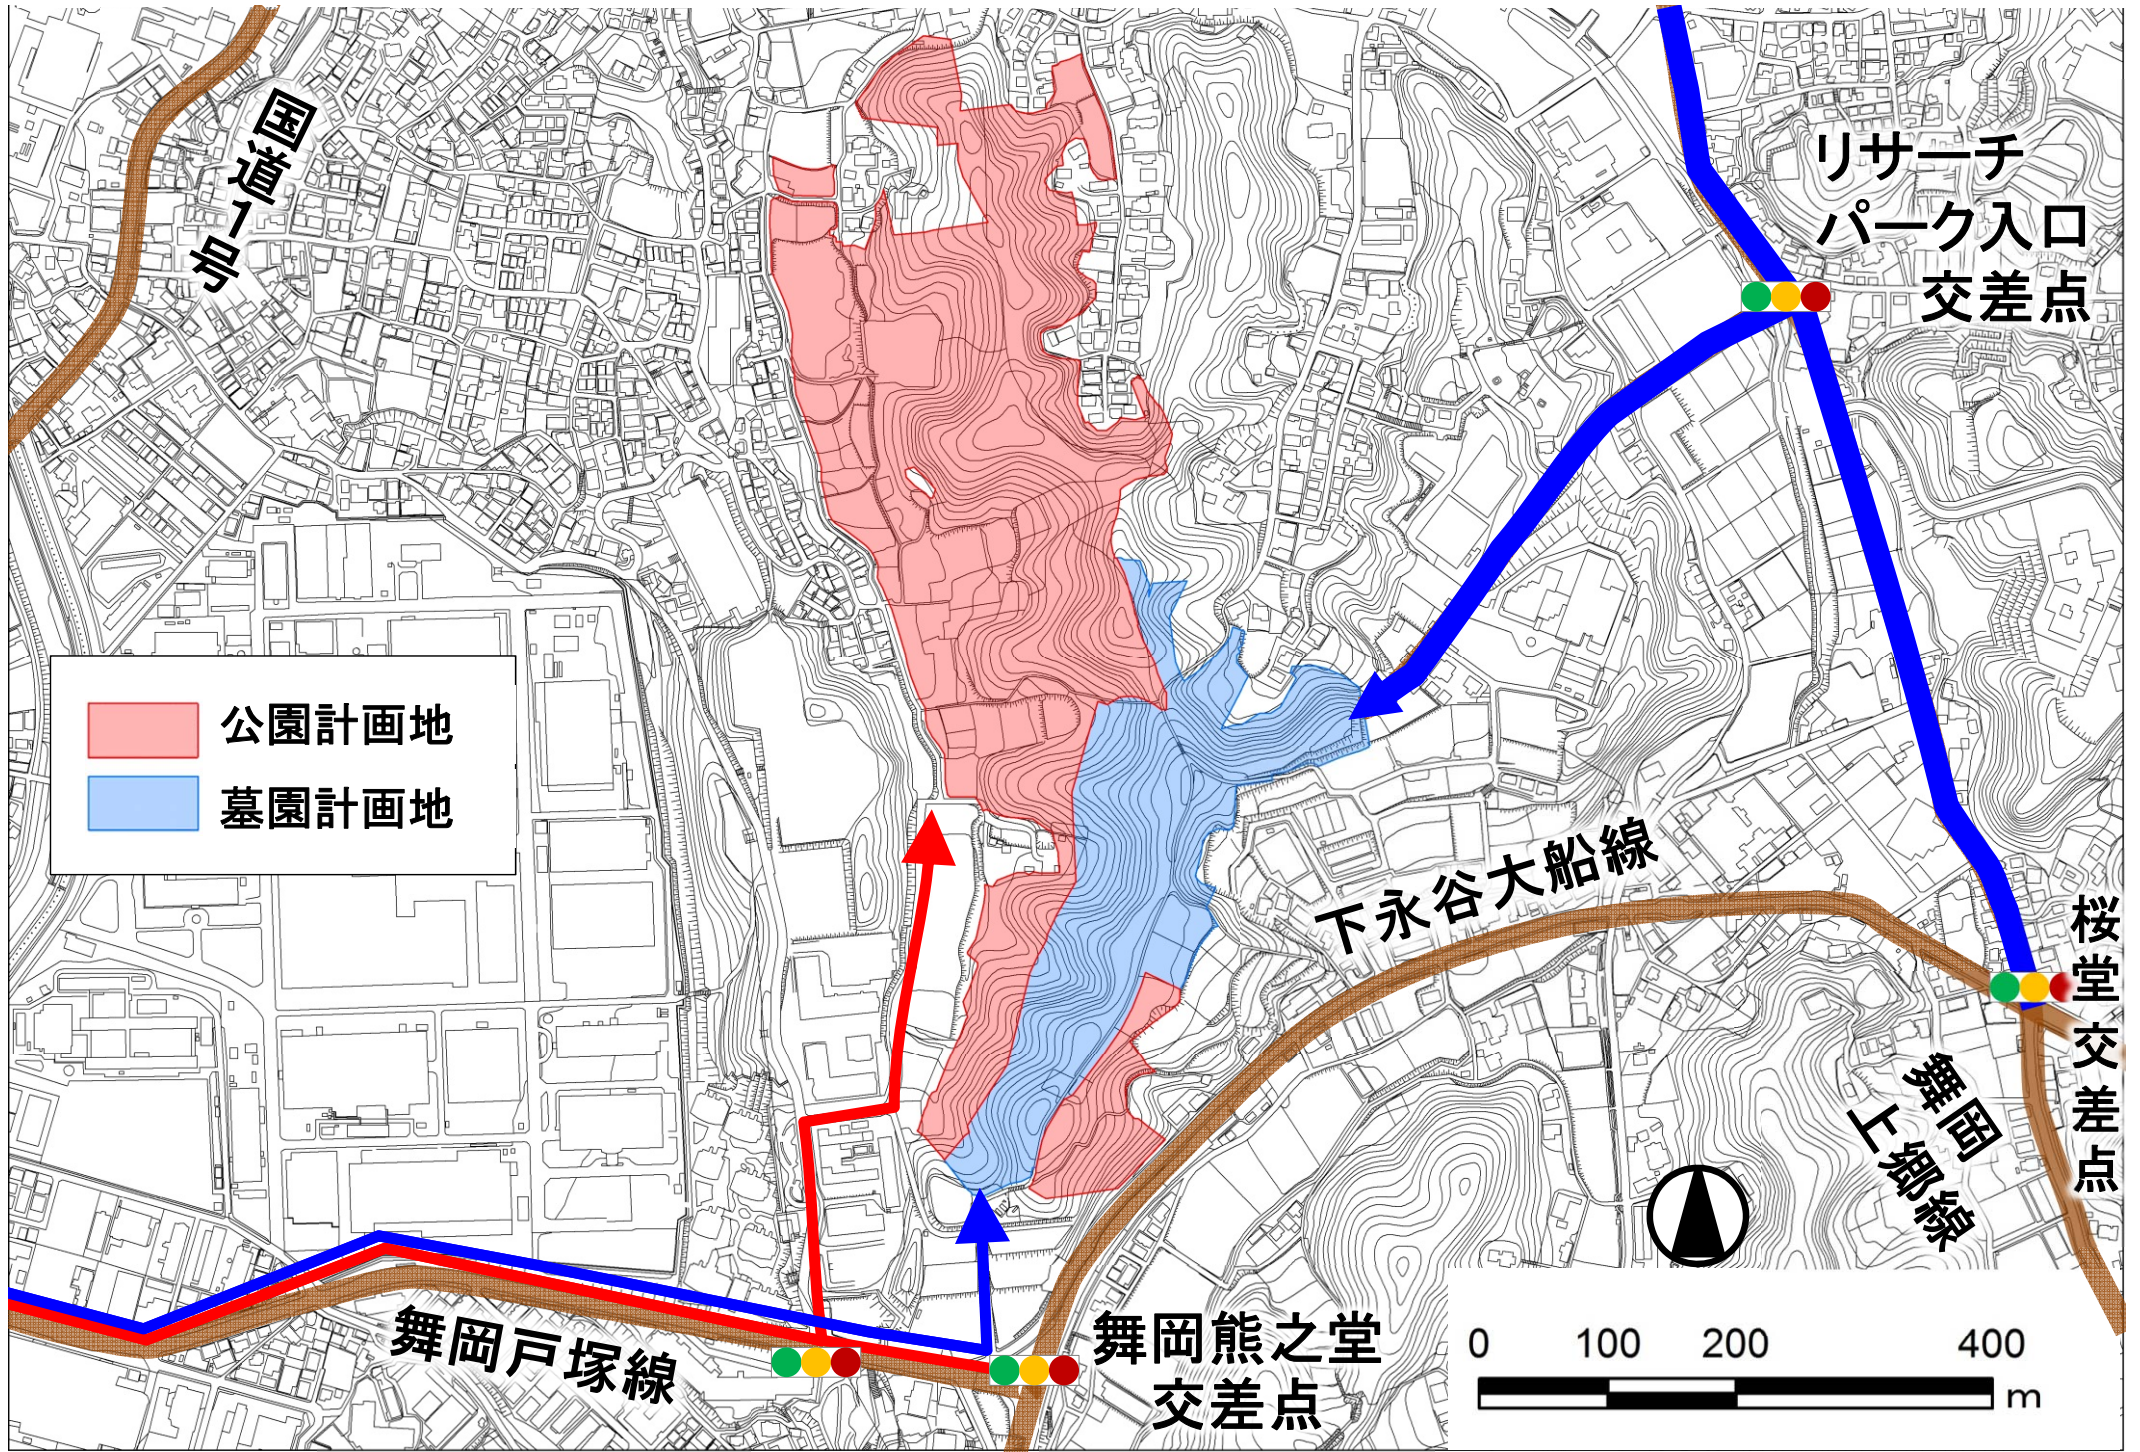 国道1号
リサーチ
パーク入口
交差点
公園計画地
墓園計画地
下永谷大船線
桜堂交差点
舞岡
上郷線
舞岡戸塚線
舞岡熊之堂
交差点
0 100 200 400
m